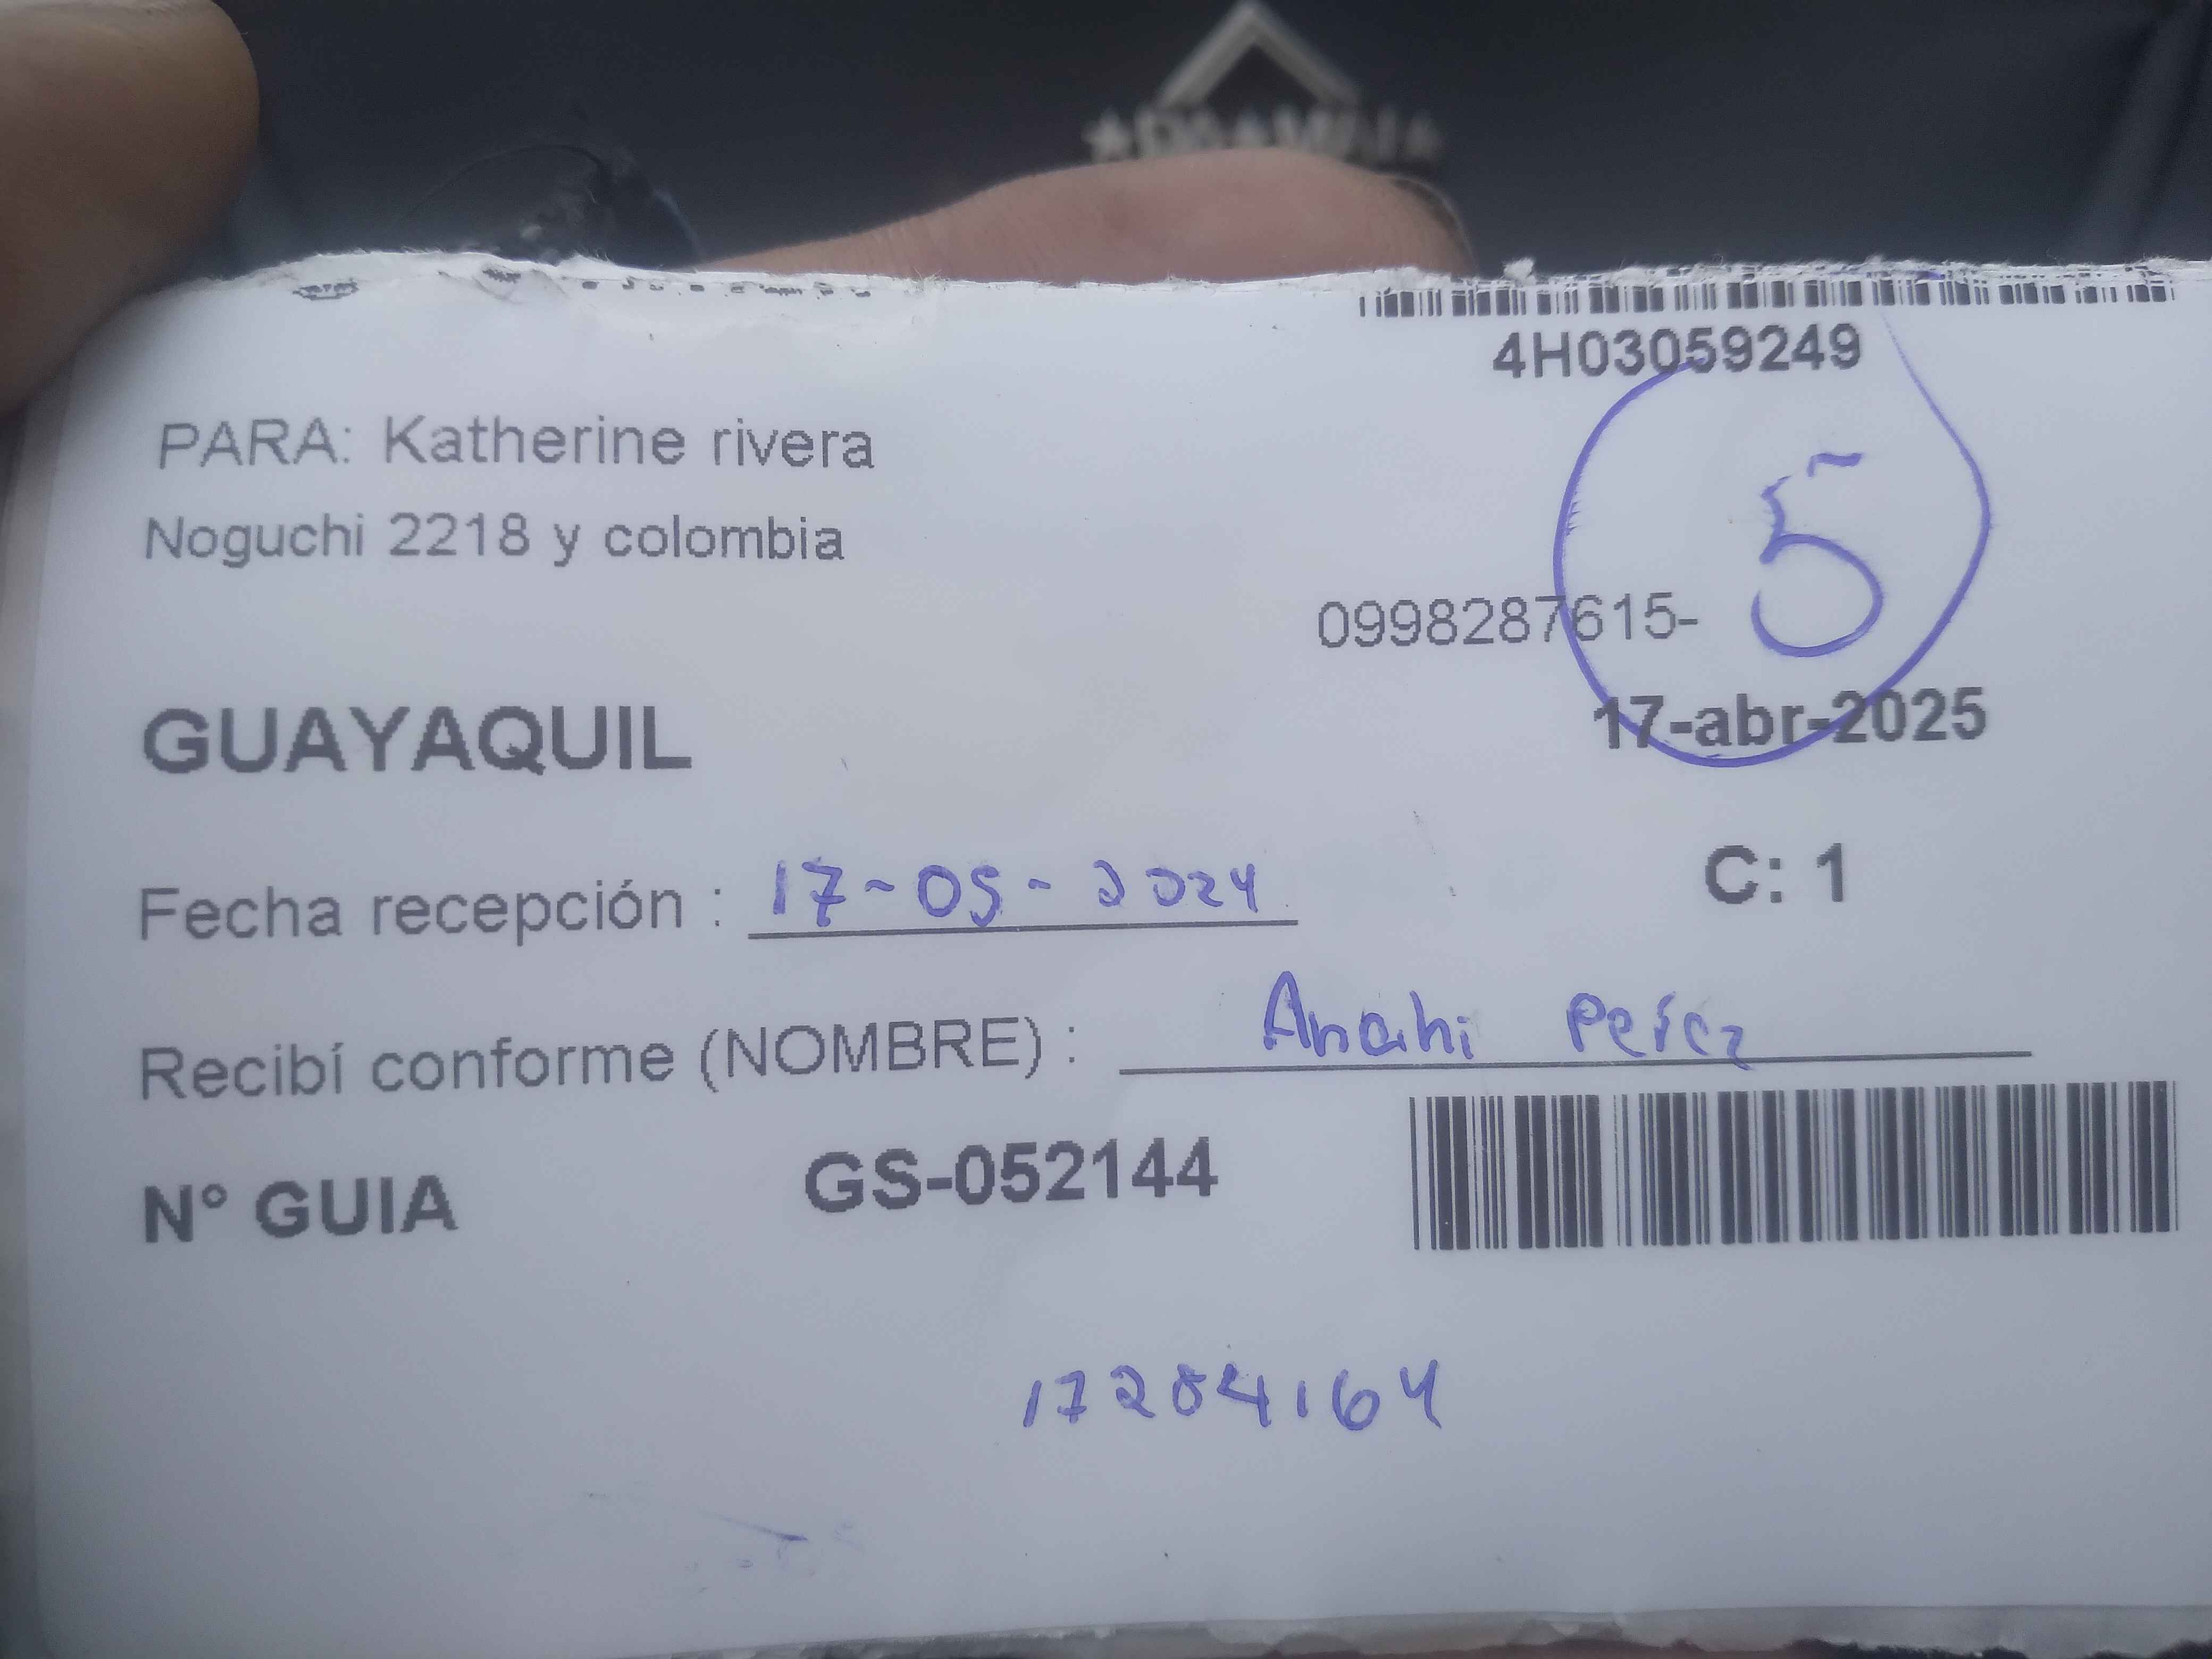 4H03059249
PARA: Katherine rivera
Noguchi 2218 y colombia
5
0998287615-
GUAYAQUIL
17-abr-2025
Fecha recepción : 17-05-2024
C: 1
Recibí conforme (NOMBRE) : Anahi Perez
N° GUIA GS-052144
17284164